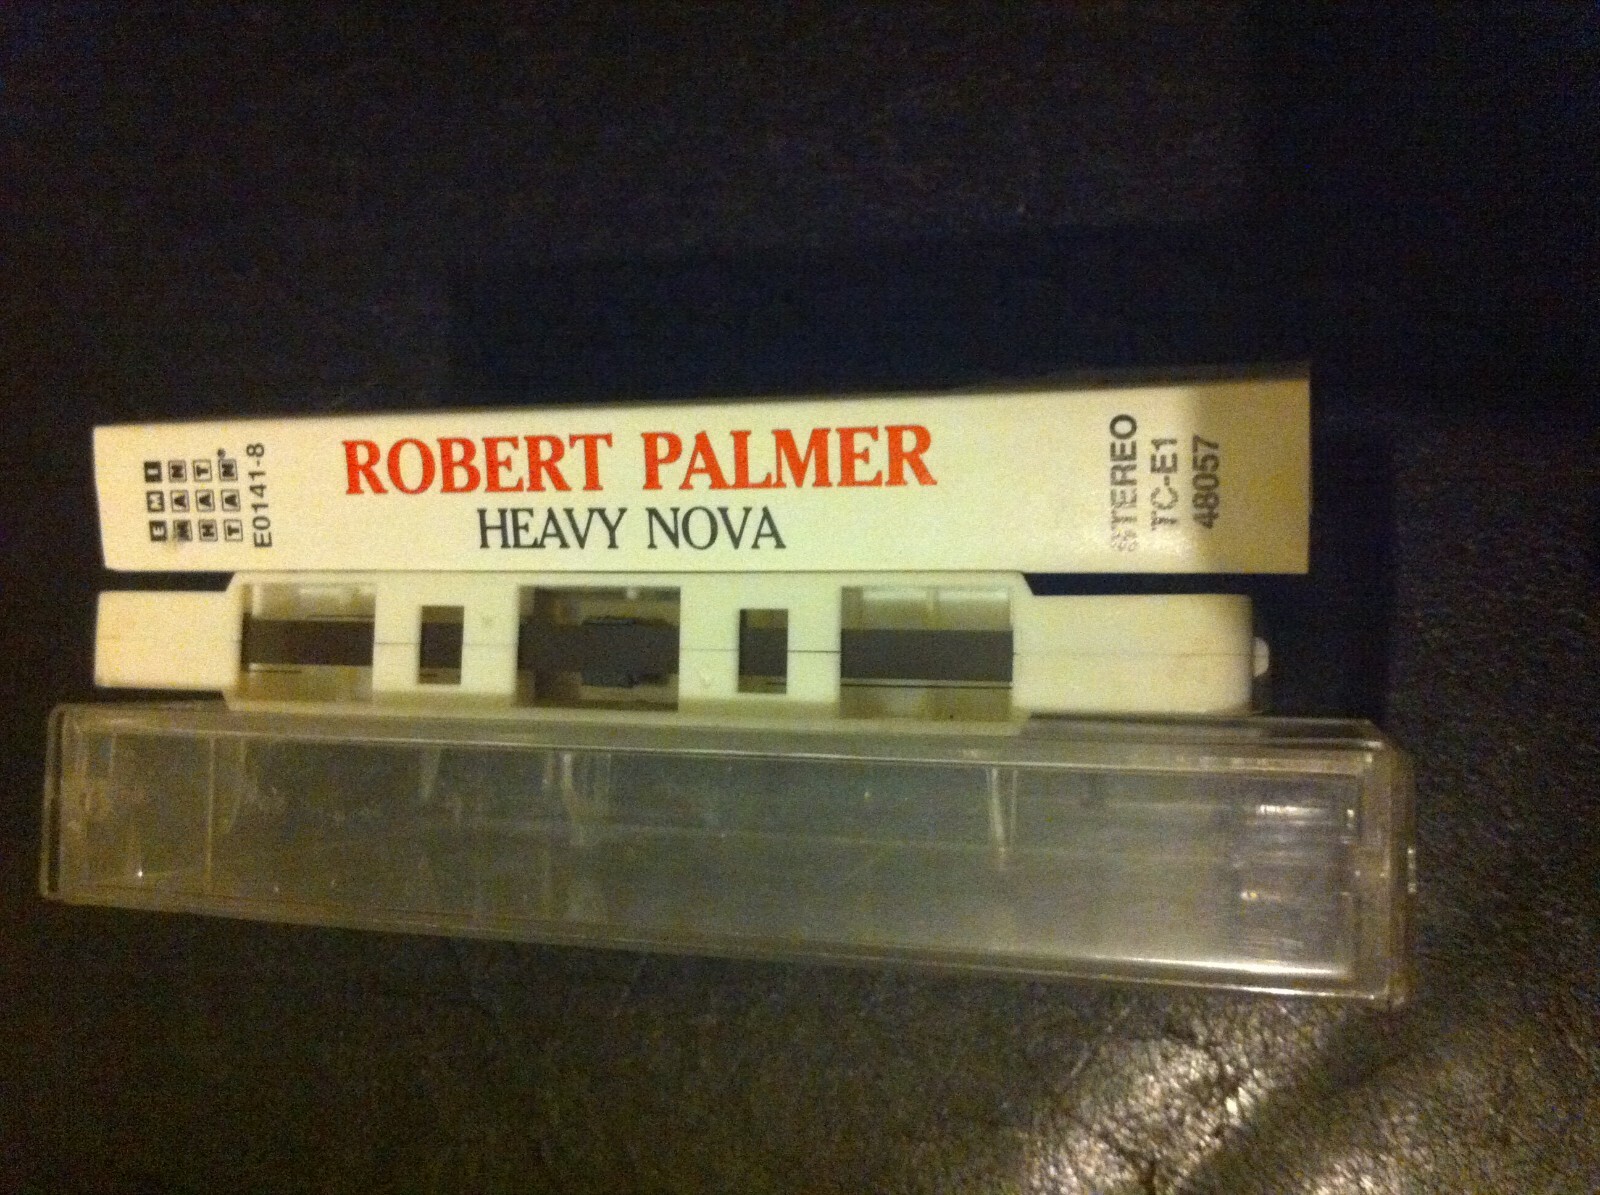 EMI
MAN
HAT
TAN®
E0141-8
ROBERT PALMER
HEAVY NOVA
STEREO
TC-E1
48057